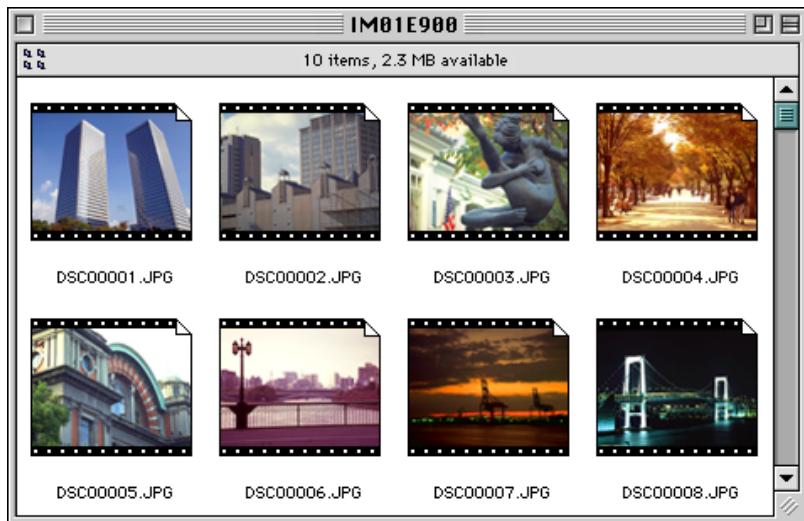 IM01E900
10 items, 2.3 MB available
DSC00001.JPG
DSC00002.JPG
DSC00003.JPG
DSC00004.JPG
DSC00005.JPG
DSC00006.JPG
DSC00007.JPG
DSC00008.JPG